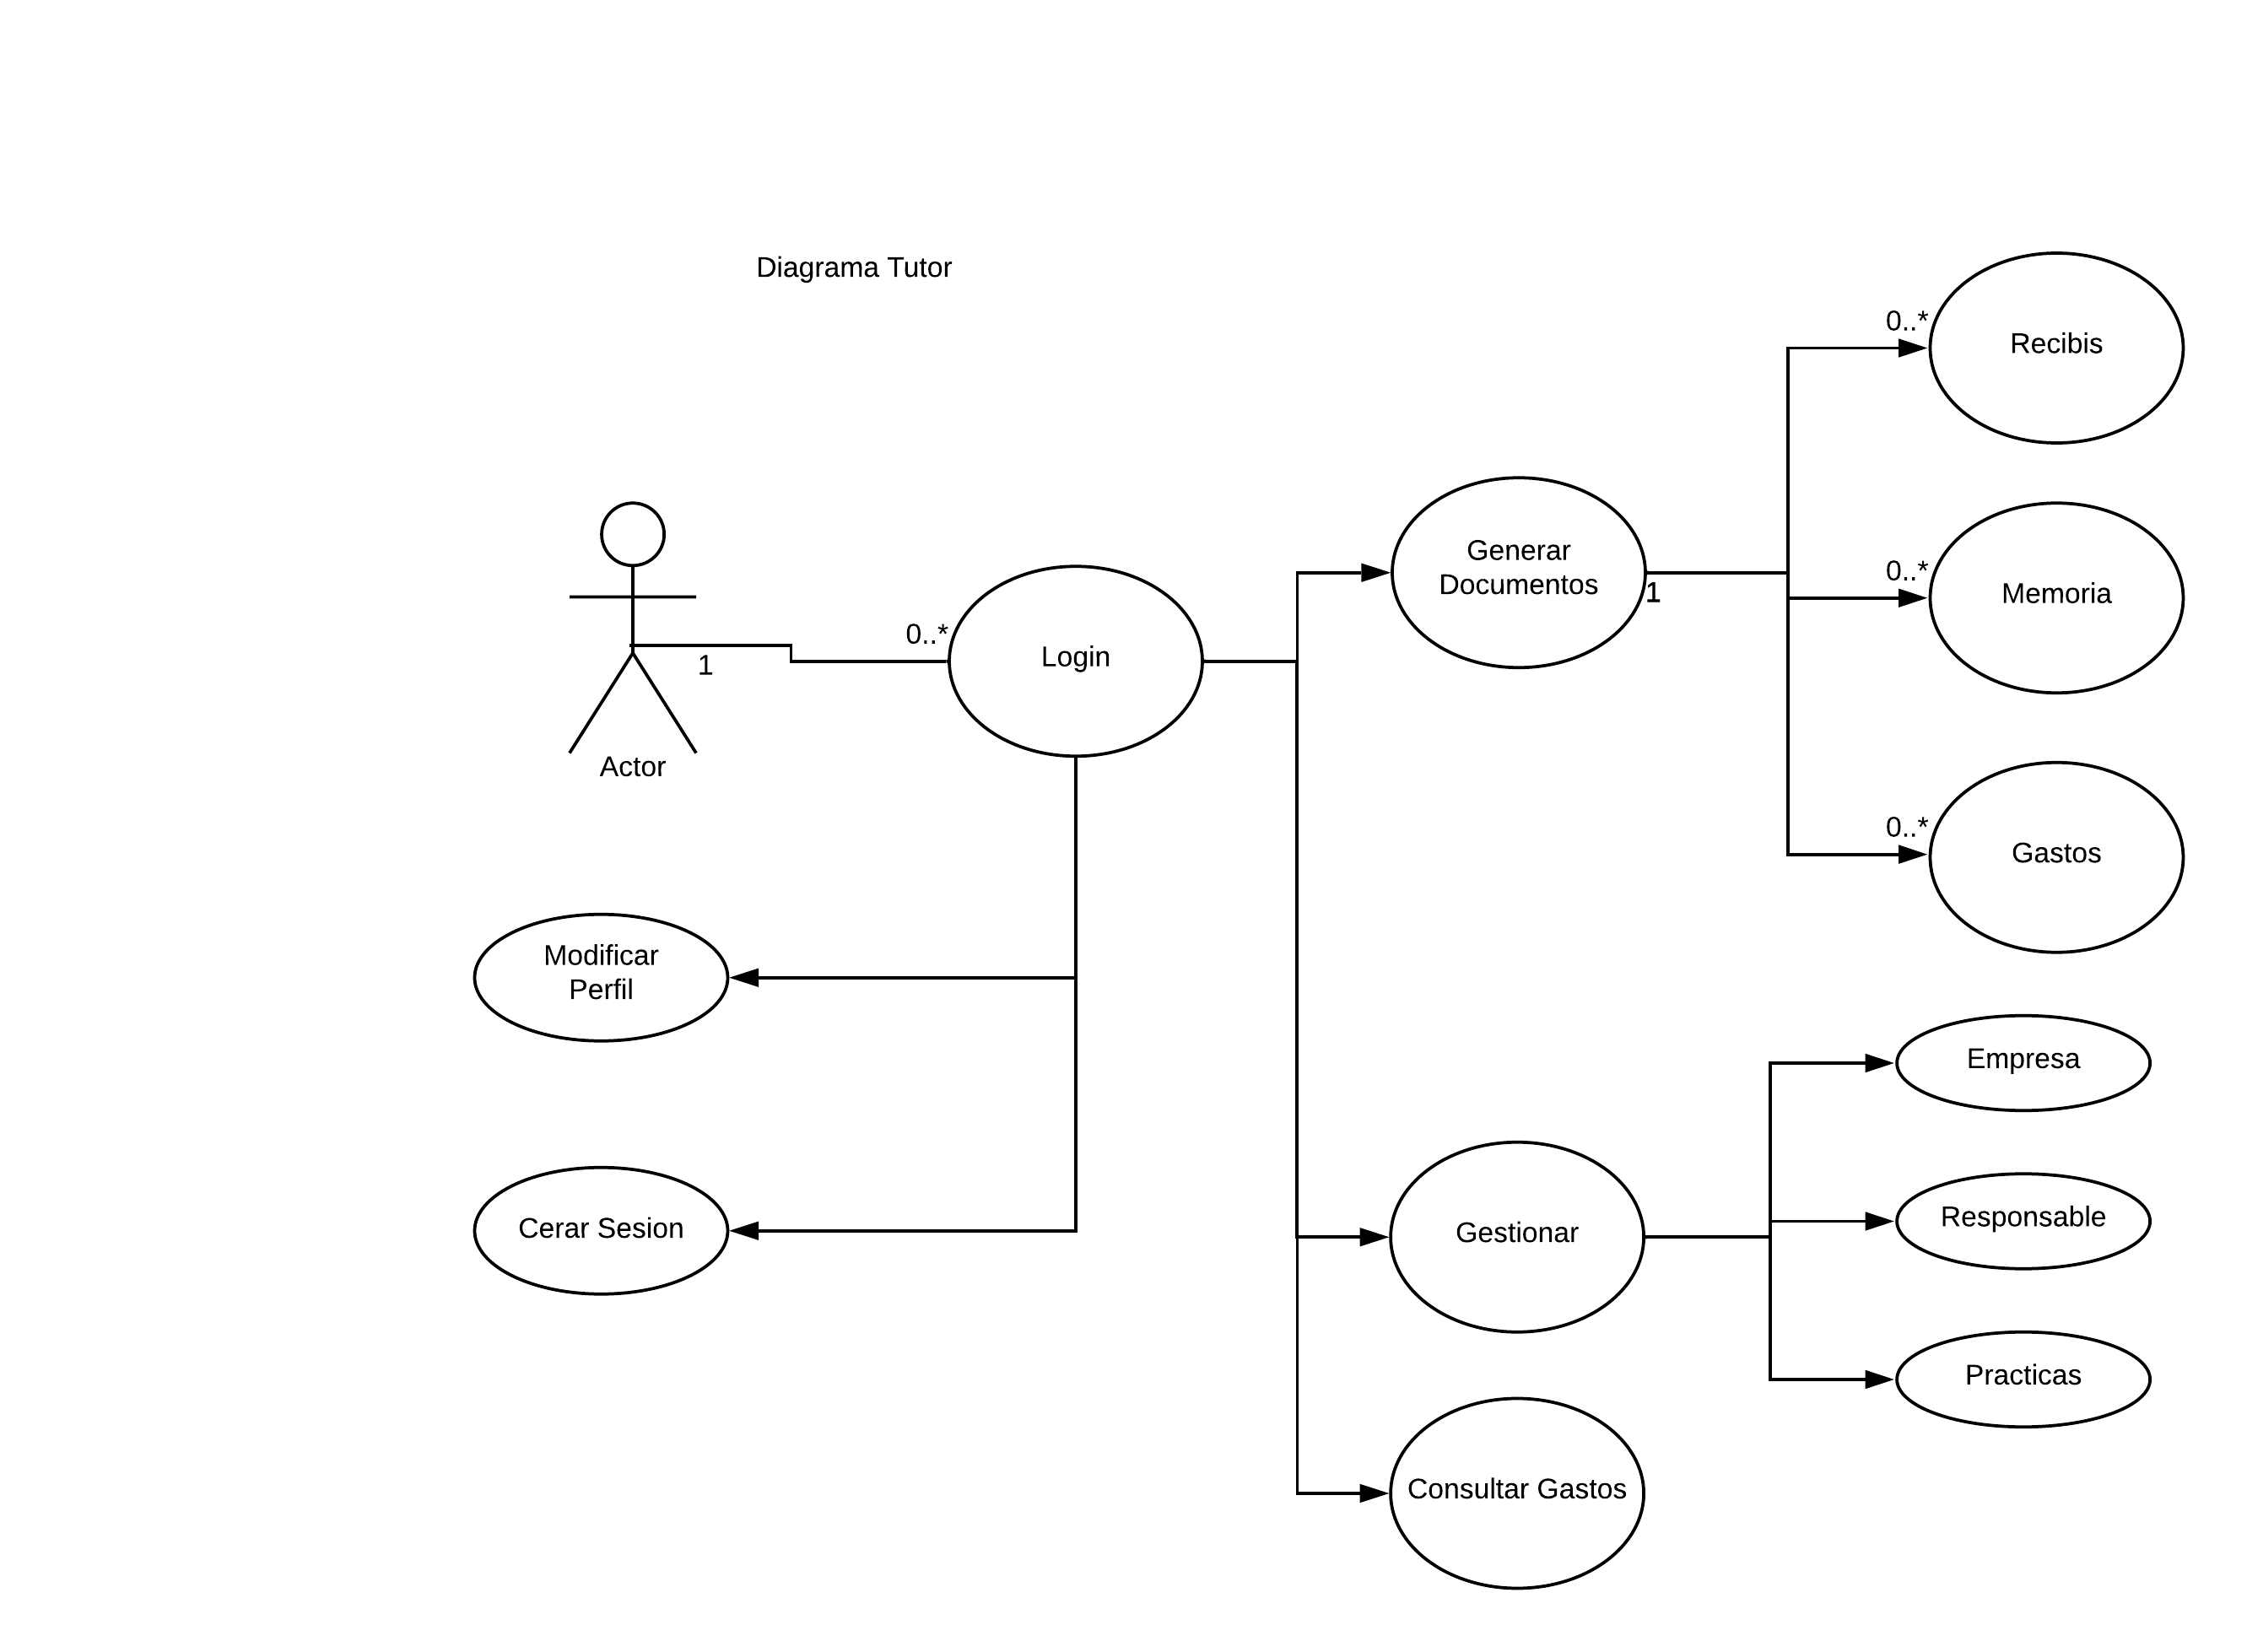 Diagrama Tutor
0..*
Recibis
Generar
Documentos
1
0..*
Memoria
0..*
Login
1
Actor
0..*
Gastos
Modificar
Perfil
Empresa
Cerar Sesion
Gestionar
Responsable
Practicas
Consultar Gastos